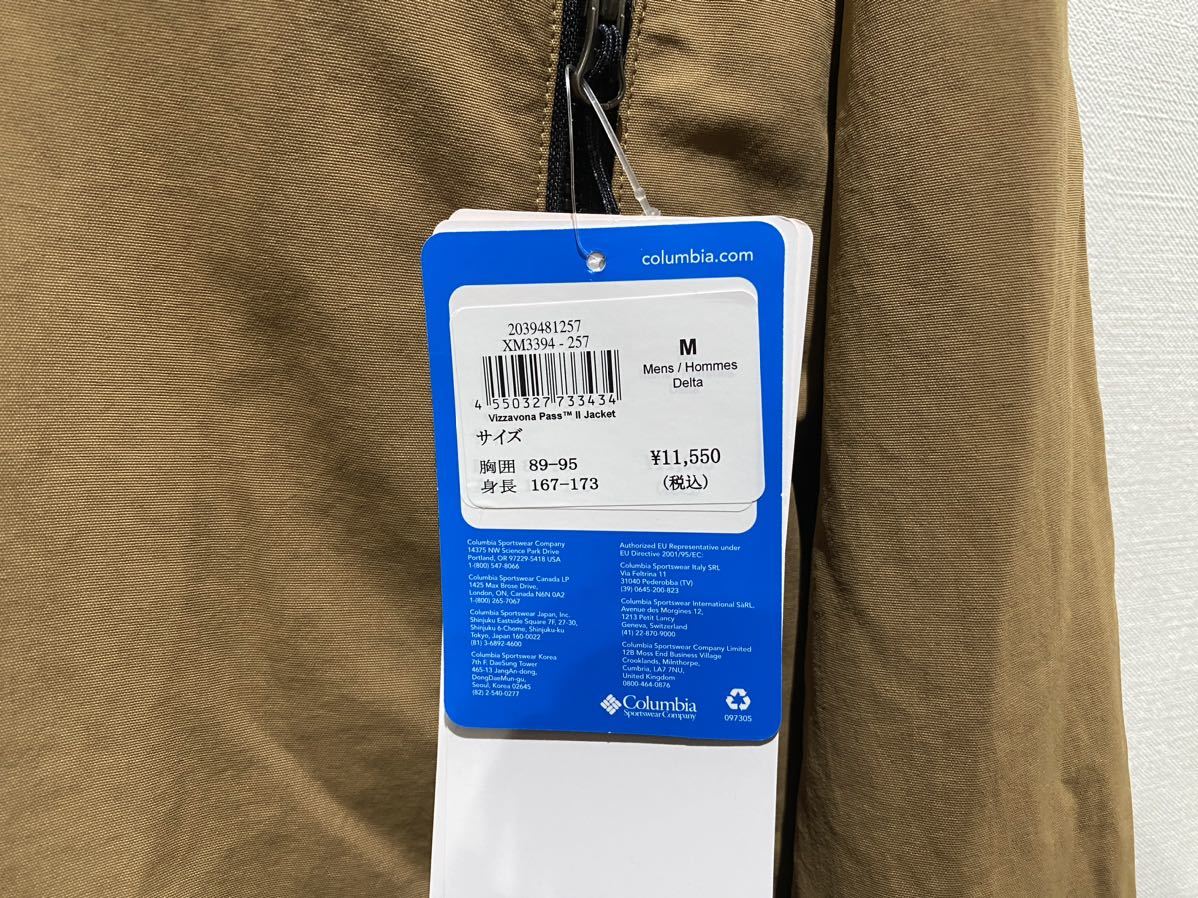 columbia.com
2039481257
XM3394 - 257
4 550327 733434
Vizzavona Pass™ II Jacket
M
Mens / Hommes
Delta
サイズ
胸囲 89-95
身長 167-173
¥11,550
(税込)
Columbia Sportswear Company
14375 NW Science Park Drive
Portland, OR 97229-5418 USA
1-(800) 547-8066
Columbia Sportswear Canada LP
1425 Max Brose Drive,
London, ON, Canada N6N 0A2
1-(800) 265-7067
Columbia Sportswear Japan, Inc.
Shinjuku Eastside Square 7F, 27-30,
Shinjuku 6-Chome, Shinjuku-ku
Tokyo, Japan 160-0022
(81) 3-6892-4600
Columbia Sportswear Korea
7th F. DaeSung Tower
465-13 JangAn-dong,
DongDaeMun-gu,
Seoul, Korea 02645
(82) 2-540-0277
Authorized EU Representative under
EU Directive 2001/95/EC:
Columbia Sportswear Italy SRL
Via Feltrina 11
31040 Pederobba (TV)
(39) 0645-200-823
Columbia Sportswear International SàRL,
Avenue des Morgines 12,
1213 Petit Lancy
Geneva, Switzerland
(41) 22-870-9000
Columbia Sportswear Company Limited
12B Moss End Business Village
Crooklands, Milnthorpe,
Cumbria, LA7 7NU,
United Kingdom
0800-464-0876
Columbia
Sportswear Company
097305